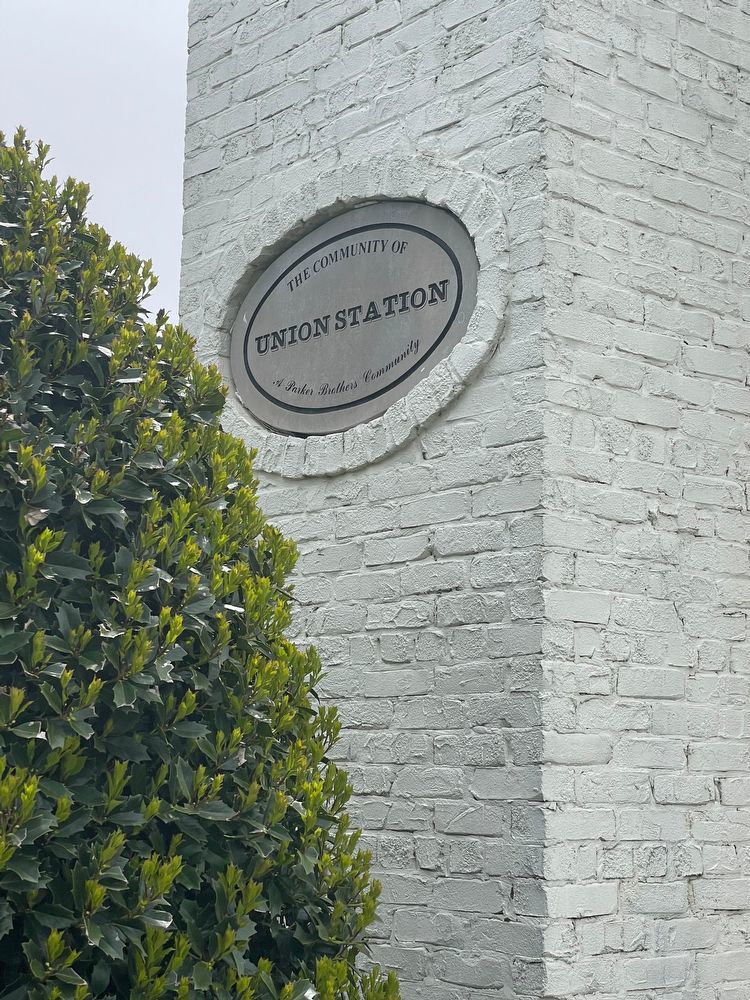 THE COMMUNITY OF
UNION STATION
A Parker Brothers Community